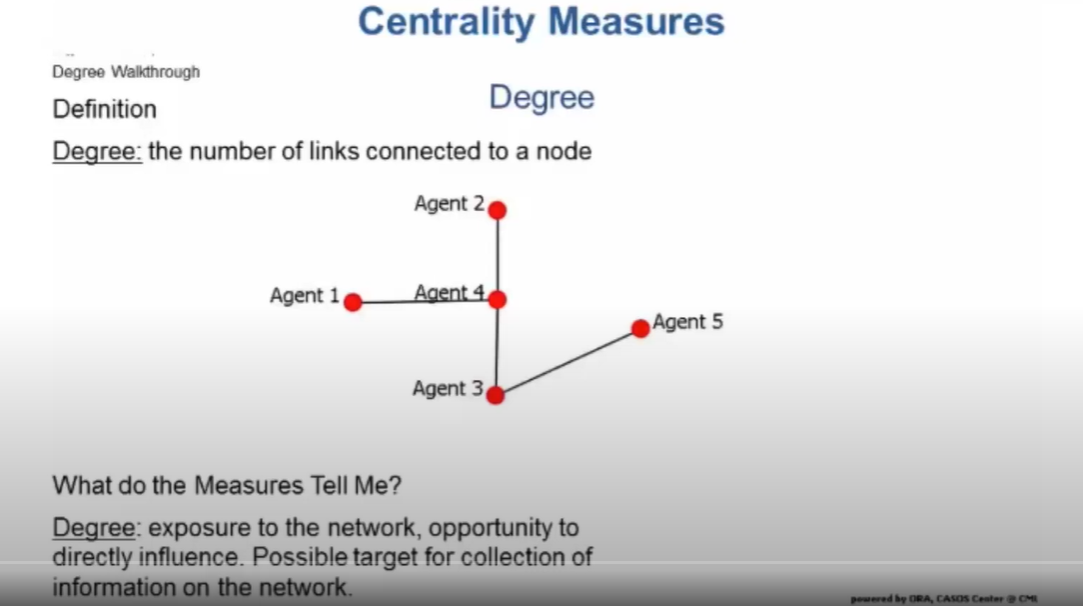 Centrality Measures
Degree Walkthrough
Degree
Definition
Degree: the number of links connected to a node
Agent 2
Agent 1
Agent 4
Agent 5
Agent 3
What do the Measures Tell Me?
Degree: exposure to the network, opportunity to
directly influence. Possible target for collection of
information on the network.
powered by ORA, CASOS Center @ CMU